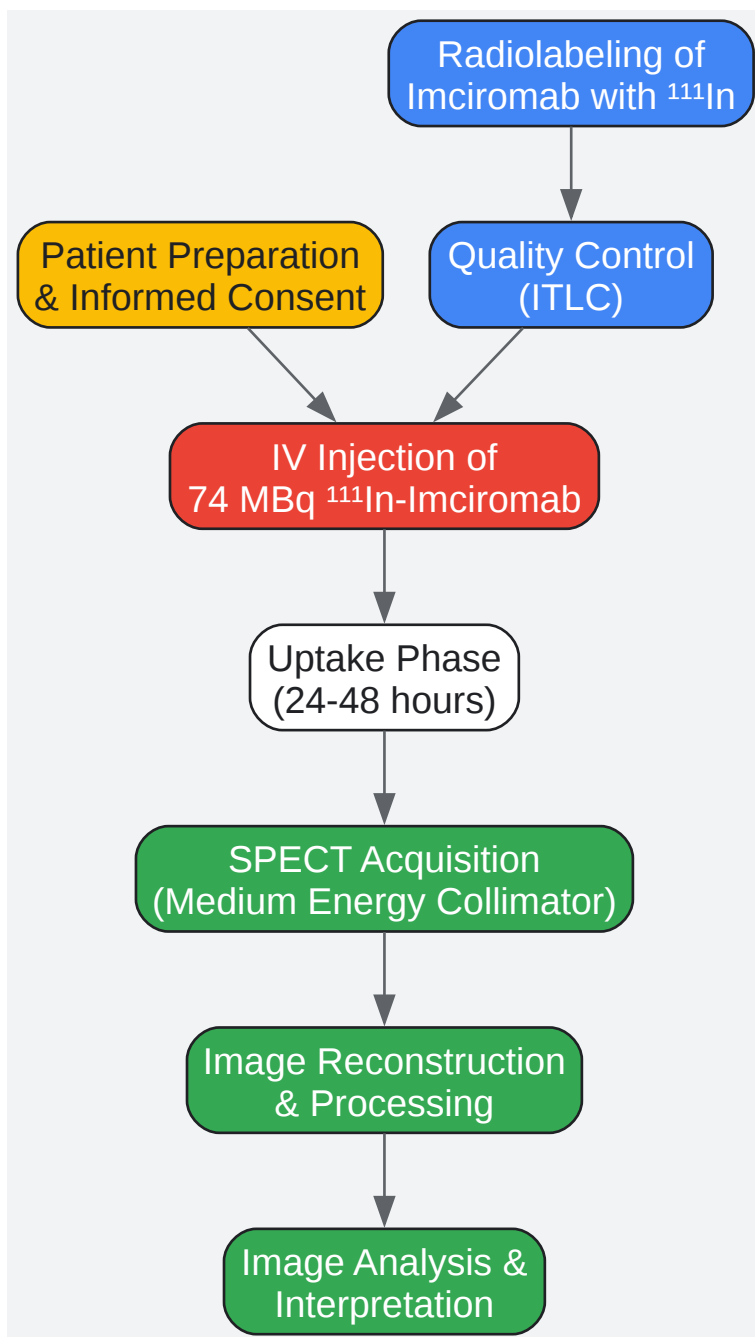 Radiolabeling of
Imciromab with ¹¹¹In
Patient Preparation
& Informed Consent
Quality Control
(ITLC)
IV Injection of
74 MBq ¹¹¹In-Imciromab
Uptake Phase
(24-48 hours)
SPECT Acquisition
(Medium Energy Collimator)
Image Reconstruction
& Processing
Image Analysis &
Interpretation